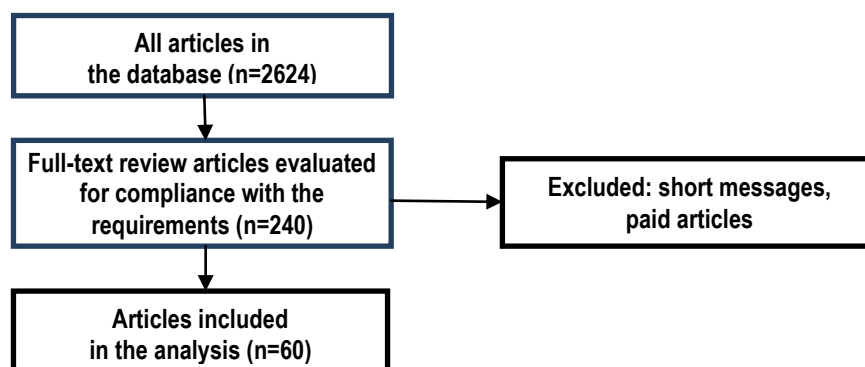 All articles in
the database (n=2624)
Full-text review articles evaluated
for compliance with the
requirements (n=240)
Excluded: short messages,
paid articles
Articles included
in the analysis (n=60)